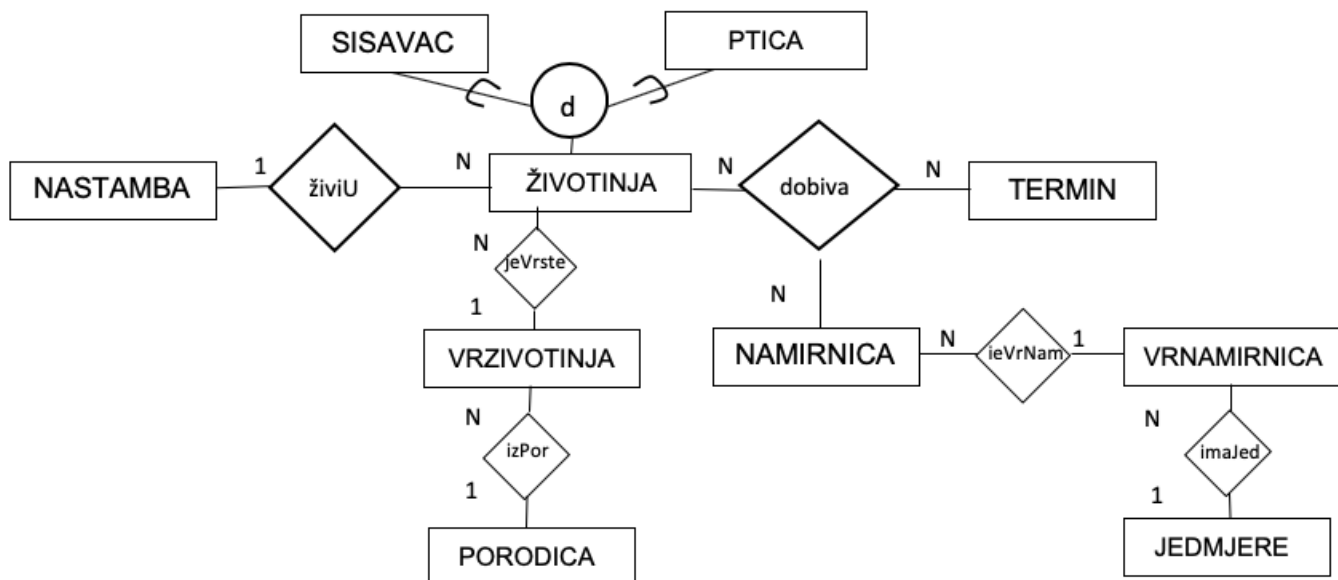 SISAVAC
PTICA
d
NASTAMBA
1
živiU
N
ŽIVOTINJA
N
dobiva
N
TERMIN
N
jeVrste
1
N
VRZIVOTINJA
NAMIRNICA
N
ieVrNam
1
VRNAMIRNICA
N
izPor
1
N
imaJed
1
PORODICA
JEDMJERE